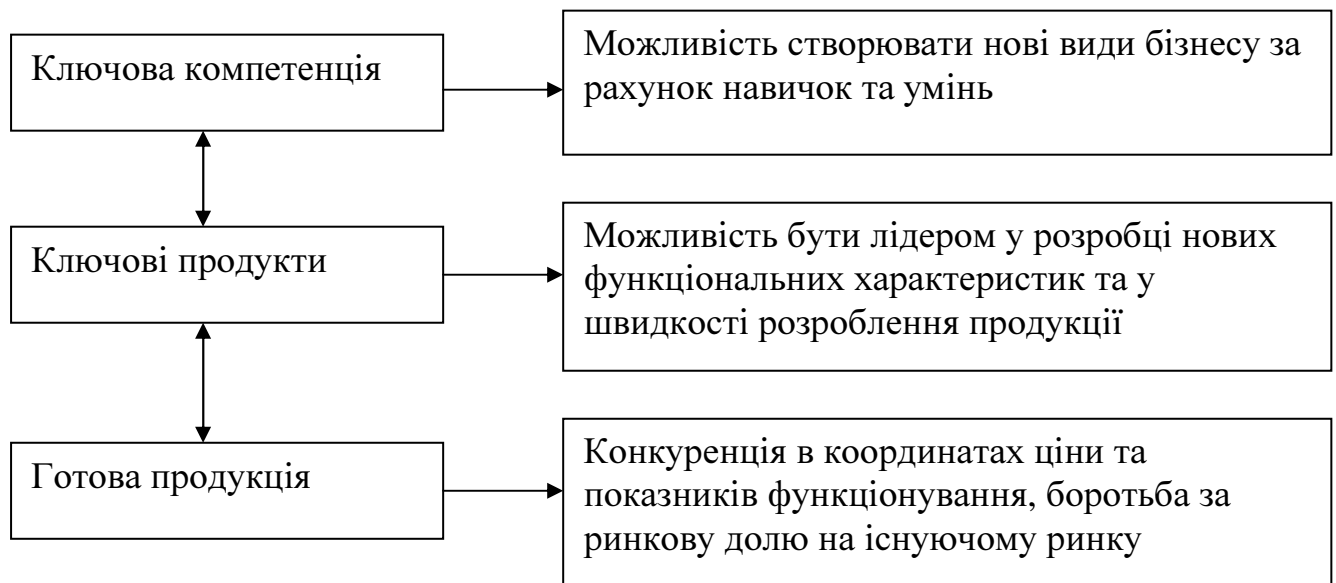 Ключова компетенція
Можливість створювати нові види бізнесу за
рахунок навичок та умінь
Ключові продукти
Можливість бути лідером у розробці нових
функціональних характеристик та у
швидкості розроблення продукції
Готова продукція
Конкуренція в координатах ціни та
показників функціонування, боротьба за
ринкову долю на існуючому ринку